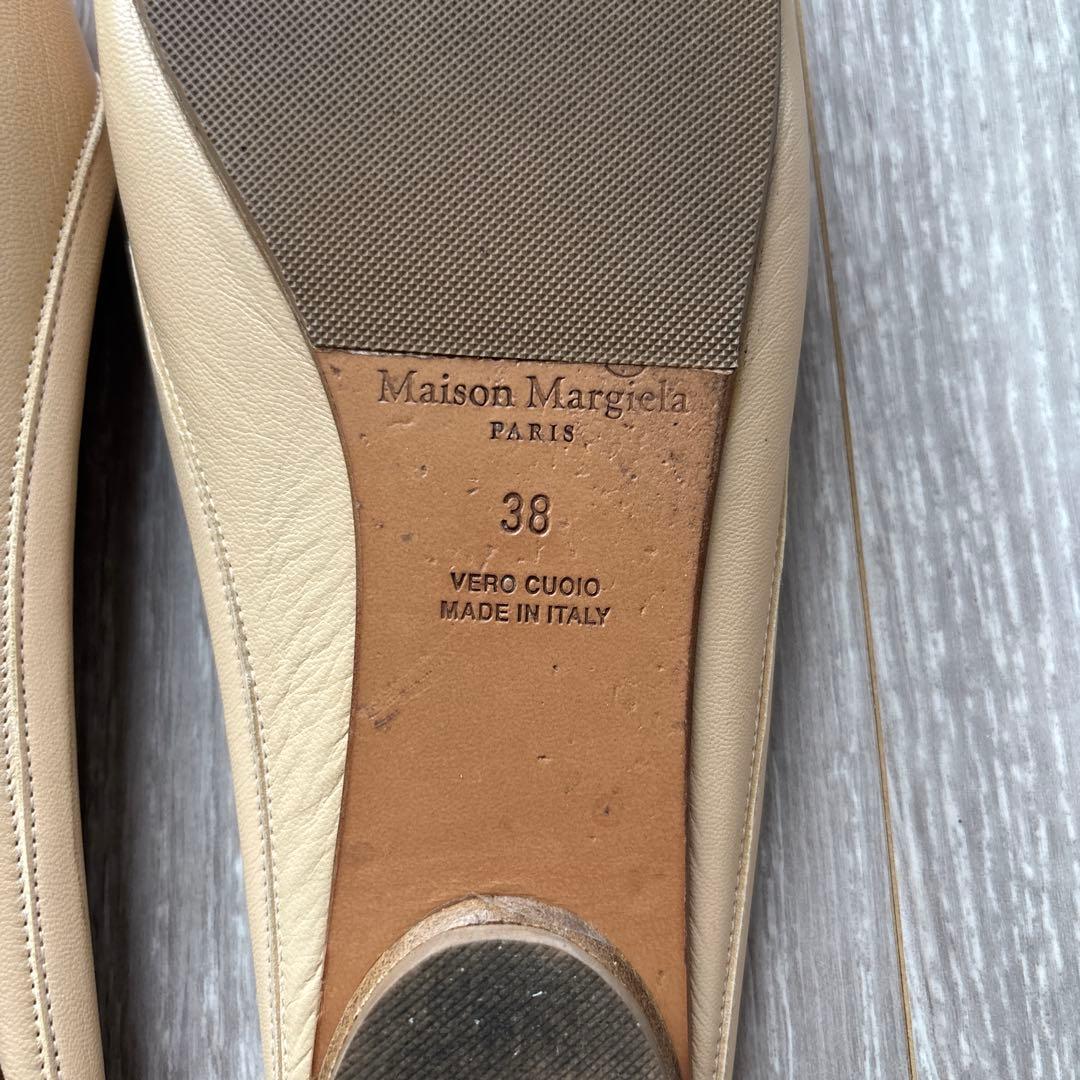 Maison Margiela
PARIS
38
VERO CUOIO
MADE IN ITALY